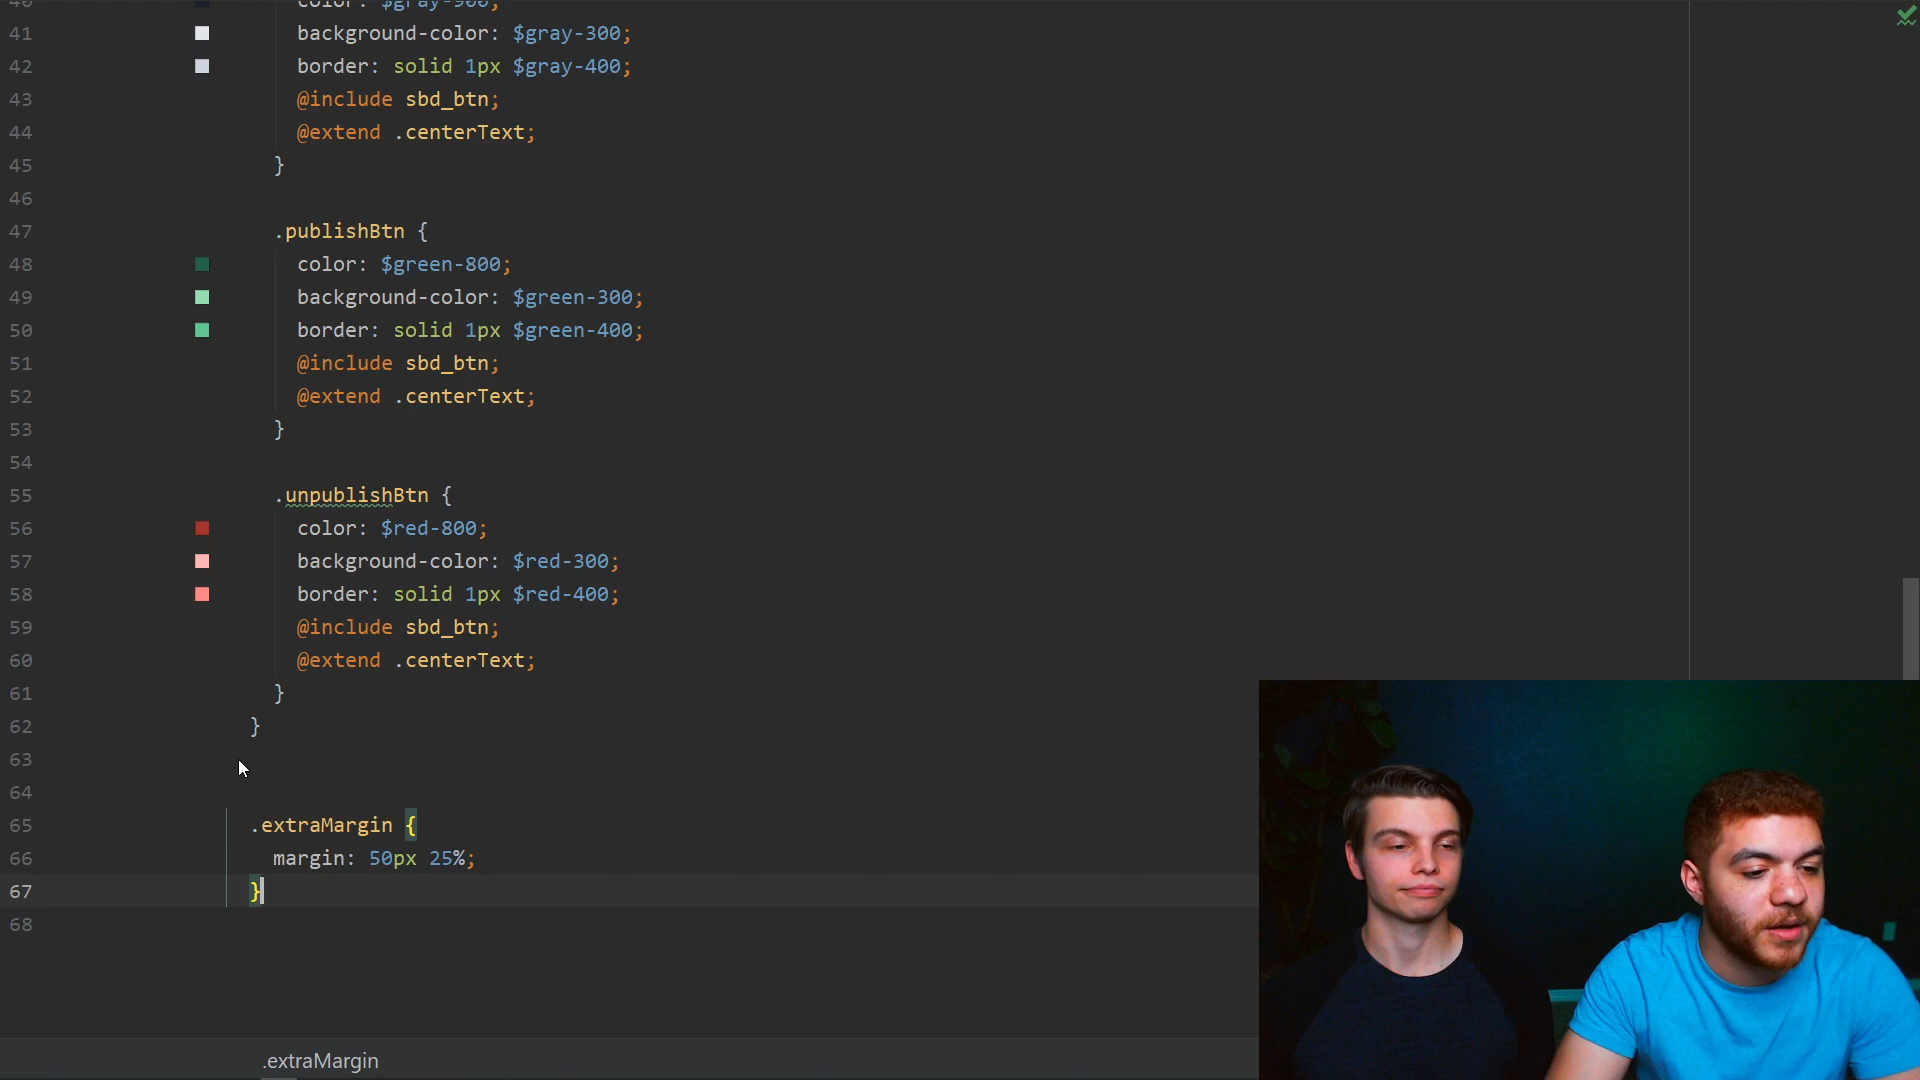 40 color: $gray-900;
41 background-color: $gray-300;
42 border: solid 1px $gray-400;
43 @include sbd_btn;
44 @extend .centerText;
45 }
46
47 .publishBtn {
48 color: $green-800;
49 background-color: $green-300;
50 border: solid 1px $green-400;
51 @include sbd_btn;
52 @extend .centerText;
53 }
54
55 .unpublishBtn {
56 color: $red-800;
57 background-color: $red-300;
58 border: solid 1px $red-400;
59 @include sbd_btn;
60 @extend .centerText;
61 }
62 }
63
64
65 .extraMargin {
66 margin: 50px 25%;
67 }
68
.extraMargin